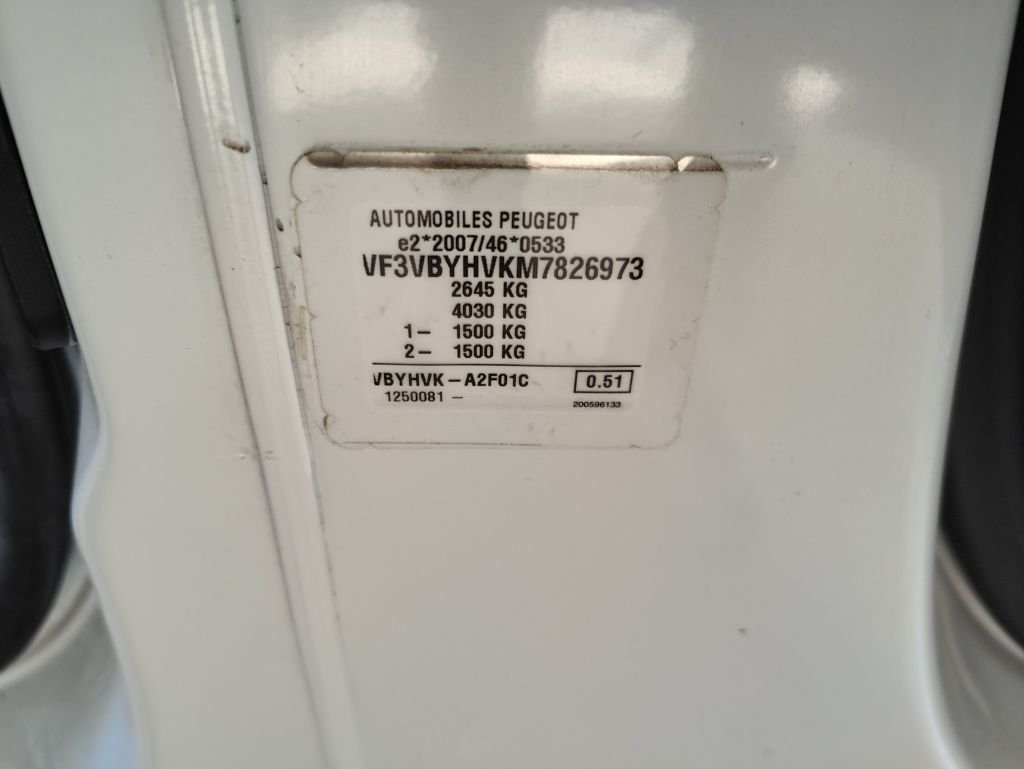 AUTOMOBILES PEUGEOT
e2*2007/46*0533
VF3VBYHVKM7826973
2645 KG
4030 KG
1- 1500 KG
2- 1500 KG
VBYHVK-A2F01C 0.51
1250081 - 200596133